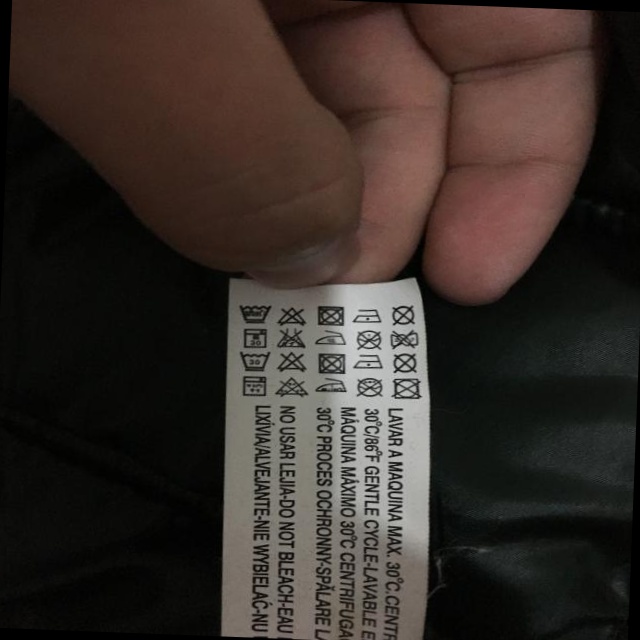 LAVAR A MAQUINA MAX. 30°C.CENTR
30°C/86°F GENTLE CYCLE-LAVABLE E
MÁQUINA MÁXIMO 30°C CENTRIFUGA
30°C PROCES OCHRONNY-SPĂLARE LA
NO USAR LEJIA-DO NOT BLEACH-EAU
LIXÍVIA/ALVEJANTE-NIE WYBIELAĆ-NU